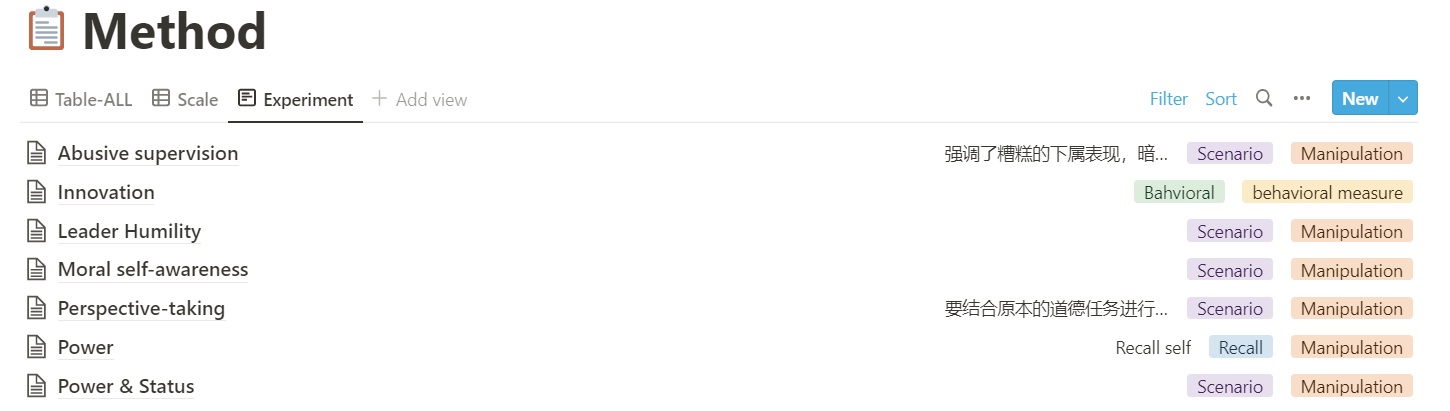 Method
Table-ALL Scale Experiment + Add view Filter Sort ••• New
Abusive supervision 强调了糟糕的下属表现，暗... Scenario Manipulation
Innovation Bahvioral behavioral measure
Leader Humility Scenario Manipulation
Moral self-awareness Scenario Manipulation
Perspective-taking 要结合原本的道德任务进行... Scenario Manipulation
Power Recall self Recall Manipulation
Power & Status Scenario Manipulation